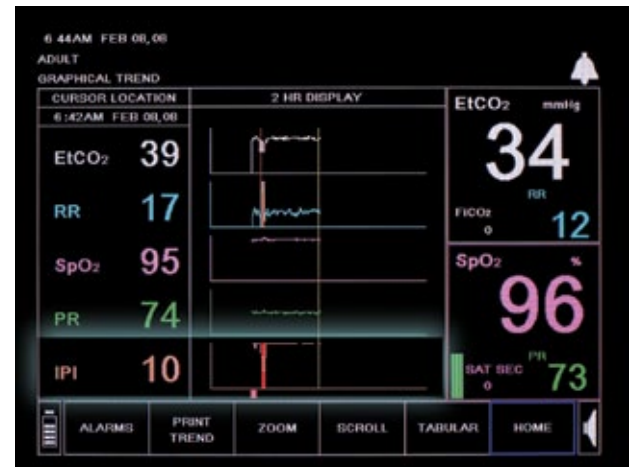 6 44AM FEB 08,08
ADULT
GRAPHICAL TREND
CURSOR LOCATION
6:42AM FEB 08,08
2 HR DISPLAY
EtCO2 39
RR 17
SpO2 95
PR 74
IPI 10
EtCO2 mmHg
34
FiCO2
0
RR
12
SpO2 %
96
SAT SEC
0
PR
73
ALARMS
PRINT
TREND
ZOOM
SCROLL
TABULAR
HOME